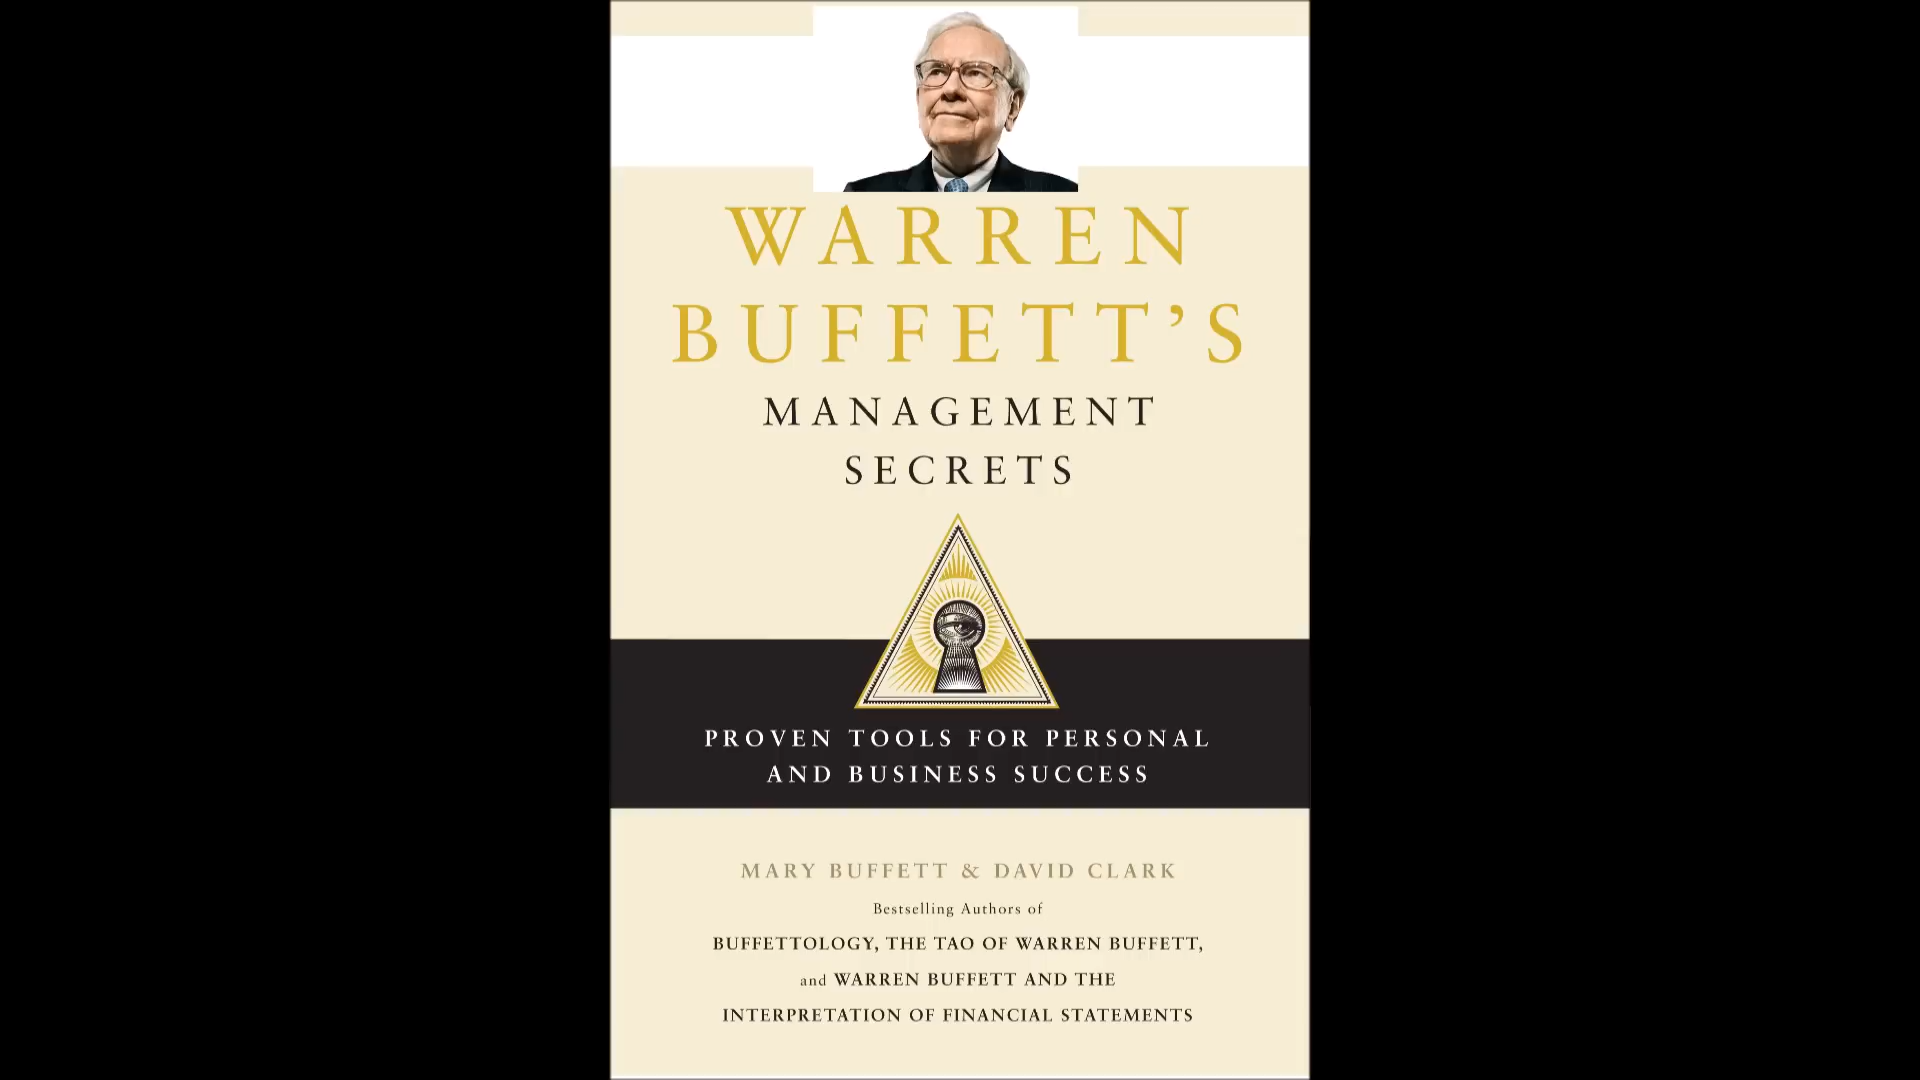 WARREN
BUFFETT’S
MANAGEMENT
SECRETS
PROVEN TOOLS FOR PERSONAL
AND BUSINESS SUCCESS
MARY BUFFETT & DAVID CLARK
Bestselling Authors of
BUFFETTOLOGY, THE TAO OF WARREN BUFFETT,
and WARREN BUFFETT AND THE
INTERPRETATION OF FINANCIAL STATEMENTS